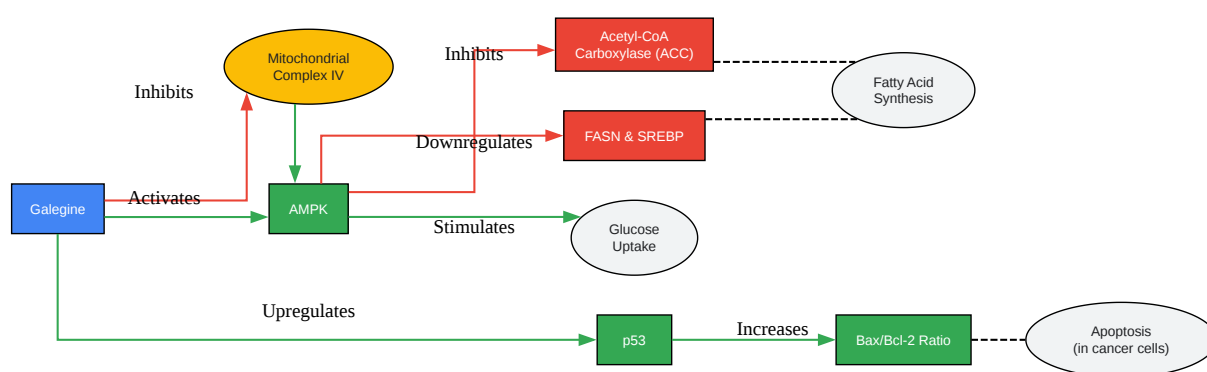 Mitochondrial
Complex IV
Inhibits
Acetyl-CoA
Carboxylase (ACC)
Inhibits
Fatty Acid
Synthesis
Downregulates
FASN & SREBP
Galegine
Activates
AMPK
Stimulates
Glucose
Uptake
Upregulates
p53
Increases
Bax/Bcl-2 Ratio
Apoptosis
(in cancer cells)